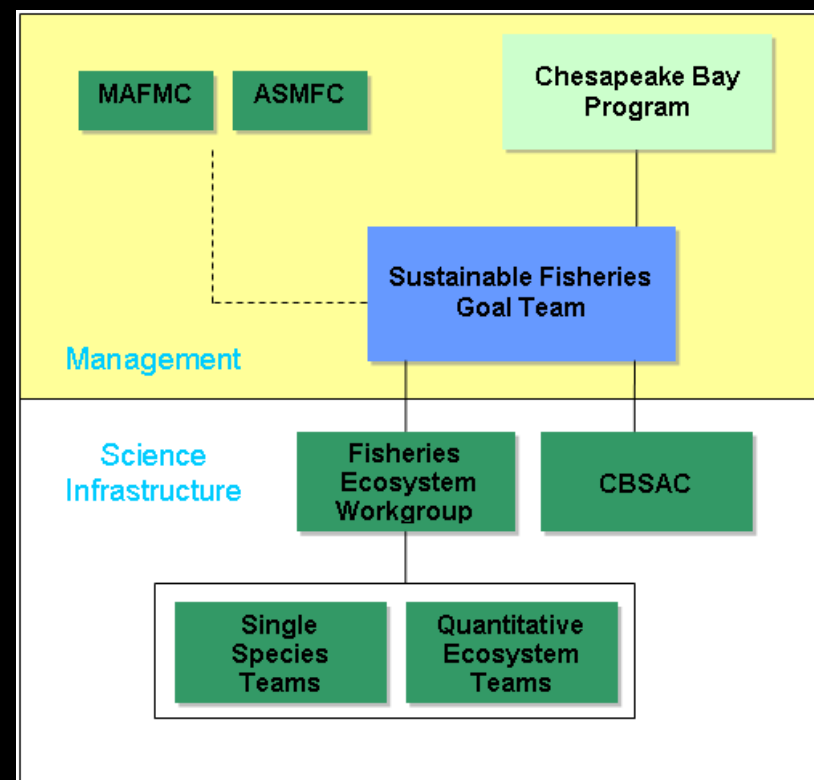 MAFMC
ASMFC
Chesapeake Bay
Program
Sustainable Fisheries
Goal Team
Management
Science
Infrastructure
Fisheries
Ecosystem
Workgroup
CBSAC
Single
Species
Teams
Quantitative
Ecosystem
Teams